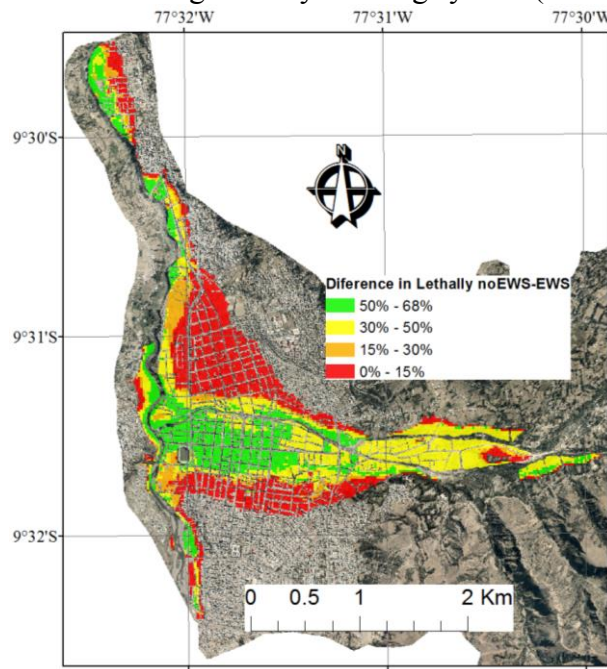 77°32'W 77°31'W 77°30'W
9°30'S
N
Diference in Lethally noEWS-EWS
50% - 68%
30% - 50%
9°31'S
15% - 30%
0% - 15%
9°32'S
0 0.5 1 2 Km